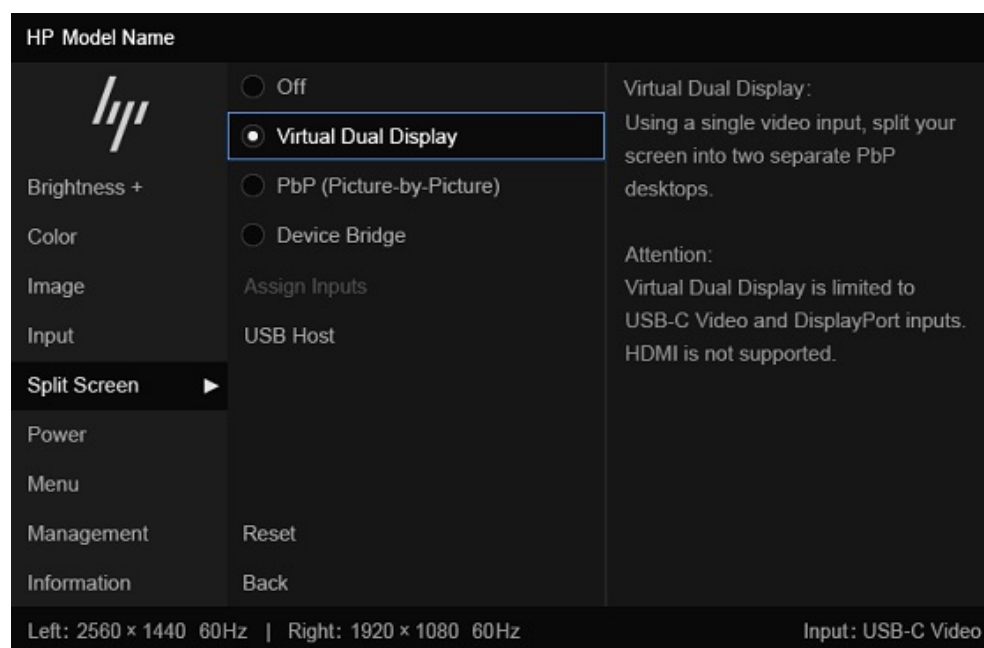 HP Model Name
hp
Brightness +
Color
Image
Input
Split Screen ▶
Power
Menu
Management
Information
Off
Virtual Dual Display
PbP (Picture-by-Picture)
Device Bridge
Assign Inputs
USB Host
Reset
Back
Virtual Dual Display:
Using a single video input, split your
screen into two separate PbP
desktops.
Attention:
Virtual Dual Display is limited to
USB-C Video and DisplayPort inputs.
HDMI is not supported.
Left: 2560 × 1440 60Hz | Right: 1920 × 1080 60Hz
Input: USB-C Video